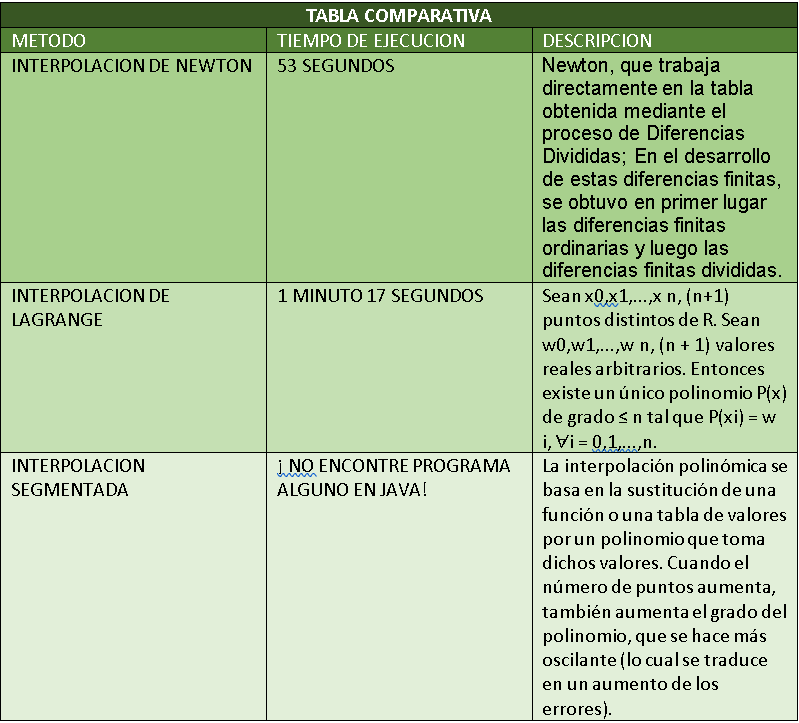 TABLA COMPARATIVA
METODO
TIEMPO DE EJECUCION
DESCRIPCION
INTERPOLACION DE NEWTON
53 SEGUNDOS
Newton, que trabaja
directamente en la tabla
obtenida mediante el
proceso de Diferencias
Divididas; En el desarrollo
de estas diferencias finitas,
se obtuvo en primer lugar
las diferencias finitas
ordinarias y luego las
diferencias finitas divididas.
INTERPOLACION DE
LAGRANGE
1 MINUTO 17 SEGUNDOS
Sean x0,x1,...,x n, (n+1)
puntos distintos de R. Sean
w0,w1,...,w n, (n + 1) valores
reales arbitrarios. Entonces
existe un único polinomio P(x)
de grado ≤ n tal que P(xi) = w
i, ∀i = 0,1,...,n.
INTERPOLACION
SEGMENTADA
¡ NO ENCONTRE PROGRAMA
ALGUNO EN JAVA!
La interpolación polinómica se
basa en la sustitución de una
función o una tabla de valores
por un polinomio que toma
dichos valores. Cuando el
número de puntos aumenta,
también aumenta el grado del
polinomio, que se hace más
oscilante (lo cual se traduce
en un aumento de los
errores).